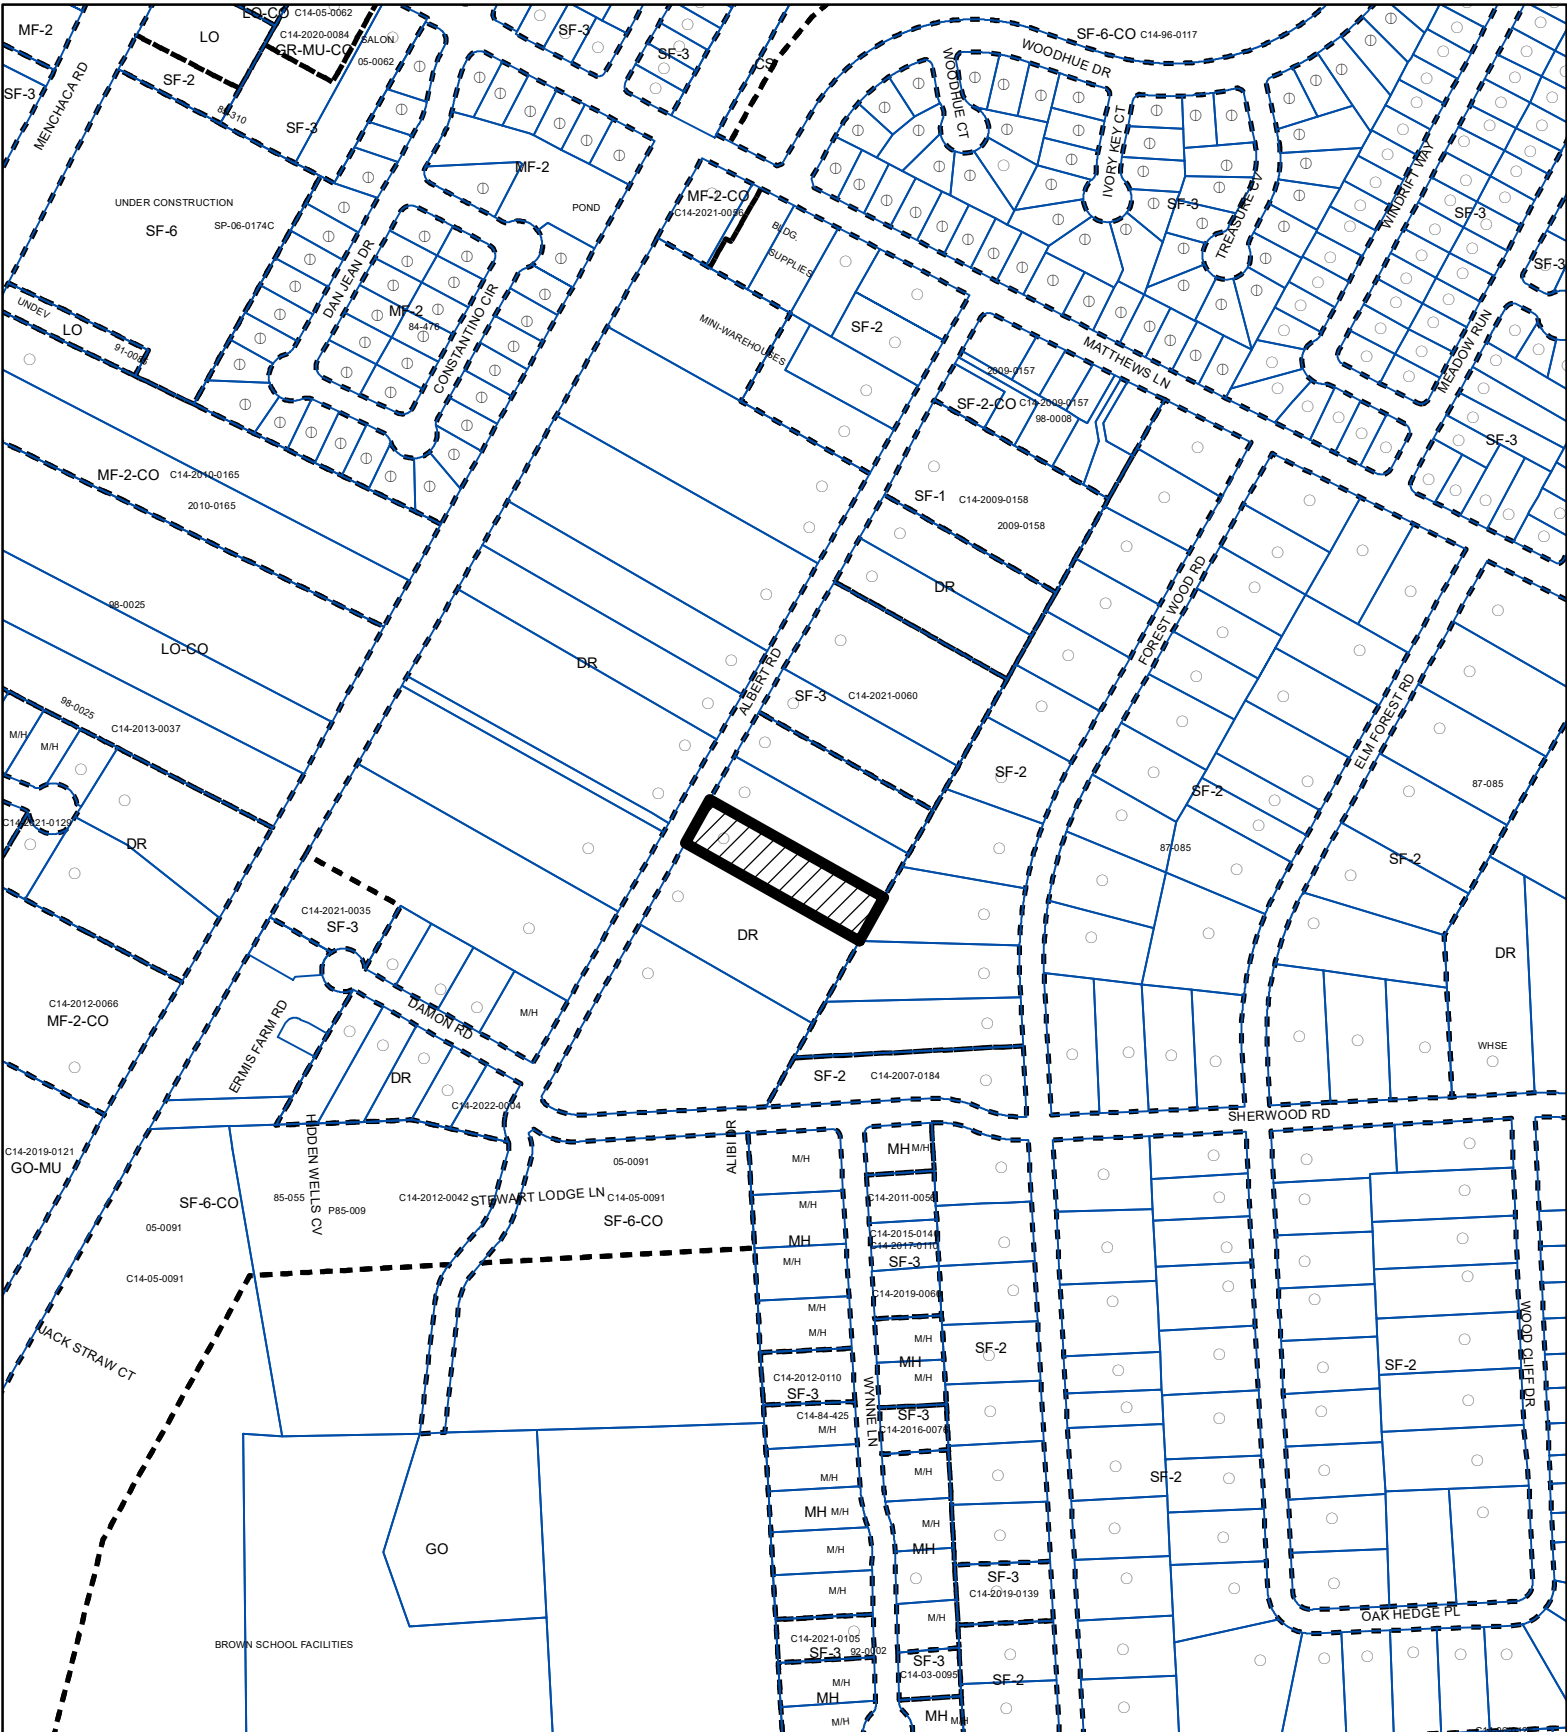 LO-CO C14-05-0062
MF-2
LO
C14-2020-0084
GR-MU-CO
SALON
05-0062
SF-3
SF-3
CS
SF-6-CO C14-96-0117
WOODHUE DR
WOODHUE CT
SF-2
SF-3
MENCHACA RD
SF-3
IVORY KEY CT
MF-2
WINDRIFT WAY
UNDER CONSTRUCTION
SF-6
SP-06-0174C
POND
MF-2-CO
C14-2021-0056
BLDG.
SUPPLIES
SF-3
TREASURE CV
SF-3
SF-3
DAN JEAN DR
UNDEV
LO
MF-2
84-476
CONSTANTINO CIR
MINI-WAREHOUSES
SF-2
MATTHEWS LN
MEADOW RUN
2009-0157
SF-2-CO C14-2009-0157
98-0008
SF-3
MF-2-CO C14-2010-0165
2010-0165
SF-1 C14-2009-0158
2009-0158
DR
FOREST WOOD RD
98-0025
LO-CO
DR
ALBERT RD
SF-3 C14-2021-0060
ELM FOREST RD
98-0025
C14-2013-0037
M/H
M/H
SF-2
SF-2
87-085
C14-2021-0129
DR
87-085
SF-2
C14-2021-0035
SF-3
DR
DR
C14-2012-0066
MF-2-CO
ERMIS FARM RD
DAMON RD
M/H
WHSE
DR
SF-2 C14-2007-0184
C14-2022-0004
SHERWOOD RD
HIDDEN WELLS CV
ALIBI DR
C14-2019-0121
GO-MU
05-0091
M/H
MH M/H
SF-6-CO
85-055
P85-009
C14-2012-0042
STEWART LODGE LN
C14-05-0091
SF-6-CO
M/H
05-0091
MH
M/H
SF-3
C14-05-0091
C14-2019-0060
M/H
M/H
JACK STRAW CT
M/H
MH
M/H
SF-2
WOOD CLIFF DR
SF-2
C14-2012-0110
SF-3
WYNNE LN
C14-84-425
M/H
SF-3
C14-2016-0076
M/H
M/H
SF-2
MH M/H
M/H
GO
M/H
MH
M/H
SF-3
C14-2019-0139
M/H
OAK HEDGE PL
BROWN SCHOOL FACILITIES
C14-2021-0105
SF-3 92-0002
SF-3
C14-03-0095
M/H
MH
SF-2
M/H
MH M/H